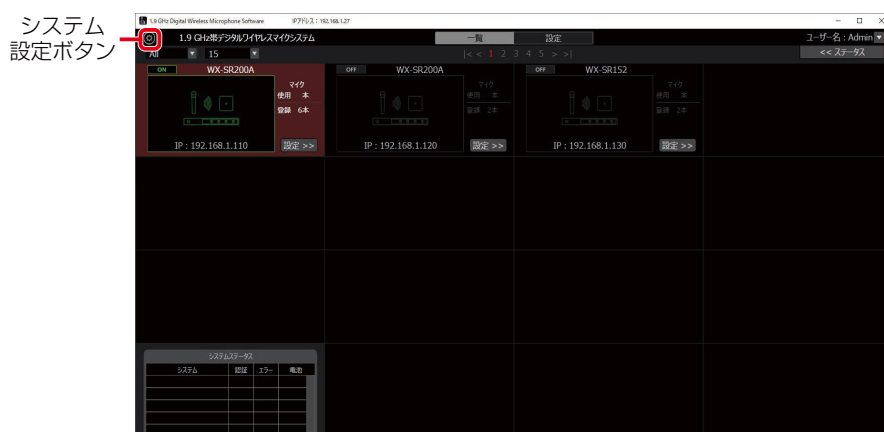 システム
設定ボタン
1.9 GHz Digital Wireless Microphone Software IPアドレス : 192.168.1.27
1.9 GHz帯デジタルワイヤレスマイクシステム 一覧 設定 ユーザー名 : Admin
All 15 |< < 1 2 3 4 5 > >| << ステータス
ON WX-SR200A
マイク
使用 本
登録 6本
IP : 192.168.1.110 設定 >>
OFF WX-SR200A
マイク
使用 本
登録 2本
IP : 192.168.1.120 設定 >>
OFF WX-SR152
マイク
使用 本
登録 2本
IP : 192.168.1.130 設定 >>
システムステータス
システム 認証 エラー 電池